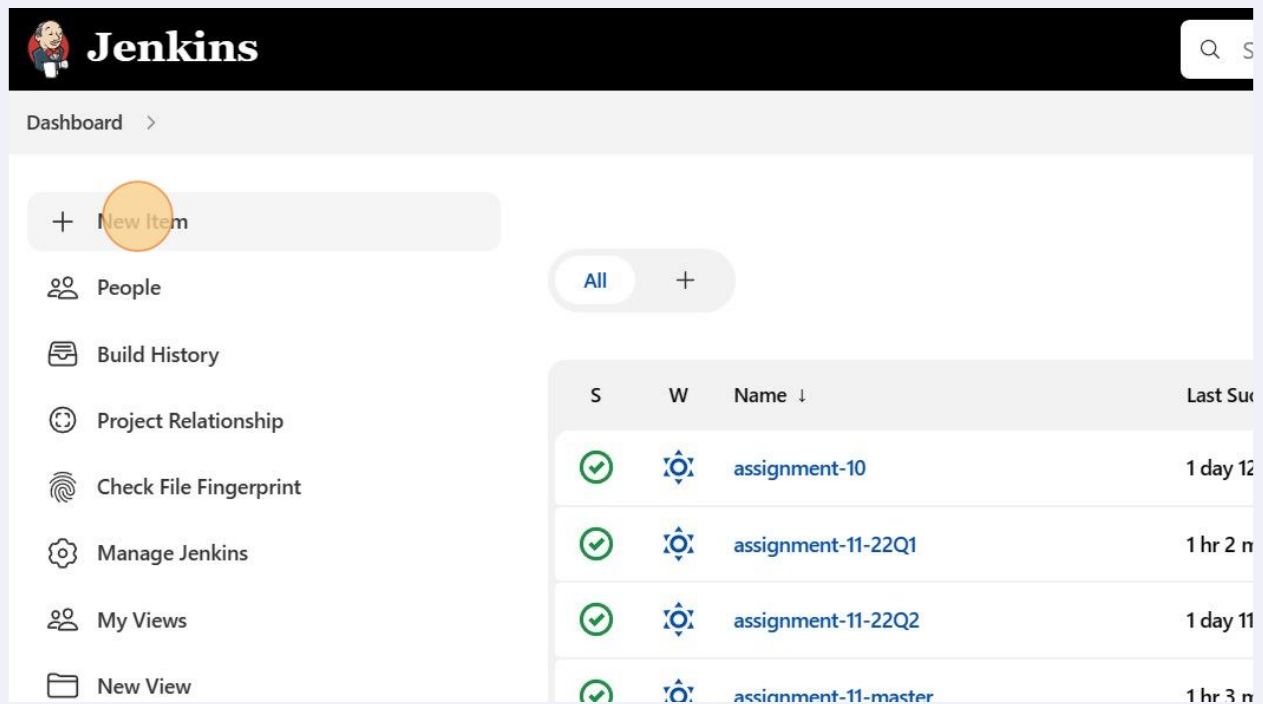 Jenkins
S
Dashboard
New Item
People
Build History
Project Relationship
Check File Fingerprint
Manage Jenkins
My Views
New View
All
S W Name ↓ Last Suc
assignment-10 1 day 12
assignment-11-22Q1 1 hr 2 m
assignment-11-22Q2 1 day 11
assignment-11-master 1 hr 3 m